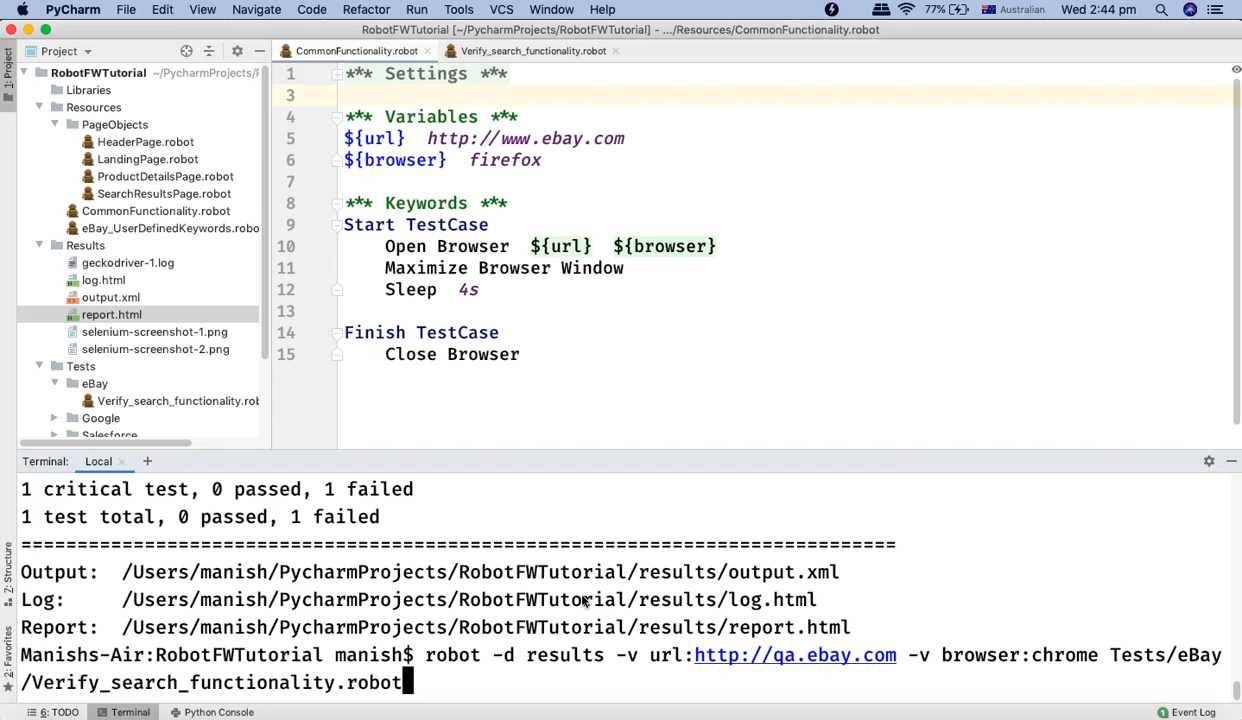 PyCharm File Edit View Navigate Code Refactor Run Tools VCS Window Help 77% Australian Wed 2:44 pm
RobotFWTutorial [~/PycharmProjects/RobotFWTutorial] - .../Resources/CommonFunctionality.robot
Project CommonFunctionality.robot Verify_search_functionality.robot
1: Project
RobotFWTutorial ~/PycharmProjects/F
Libraries
Resources
PageObjects
HeaderPage.robot
LandingPage.robot
ProductDetailsPage.robot
SearchResultsPage.robot
CommonFunctionality.robot
eBay_UserDefinedKeywords.robo
Results
geckodriver-1.log
log.html
output.xml
report.html
selenium-screenshot-1.png
selenium-screenshot-2.png
Tests
eBay
Verify_search_functionality.rob
Google
Salesforce
1 *** Settings ***
3
4 *** Variables ***
5 ${url} http://www.ebay.com
6 ${browser} firefox
7
8 *** Keywords ***
9 Start TestCase
10 Open Browser ${url} ${browser}
11 Maximize Browser Window
12 Sleep 4s
13
14 Finish TestCase
15 Close Browser
Terminal: Local
1 critical test, 0 passed, 1 failed
1 test total, 0 passed, 1 failed
==============================================================================
Output: /Users/manish/PycharmProjects/RobotFWTutorial/results/output.xml
Log: /Users/manish/PycharmProjects/RobotFWTutorial/results/log.html
Report: /Users/manish/PycharmProjects/RobotFWTutorial/results/report.html
Manishs-Air:RobotFWTutorial manish$ robot -d results -v url:http://qa.ebay.com -v browser:chrome Tests/eBay
/Verify_search_functionality.robot
Z: Structure
2: Favorites
6: TODO Terminal Python Console 1 Event Log